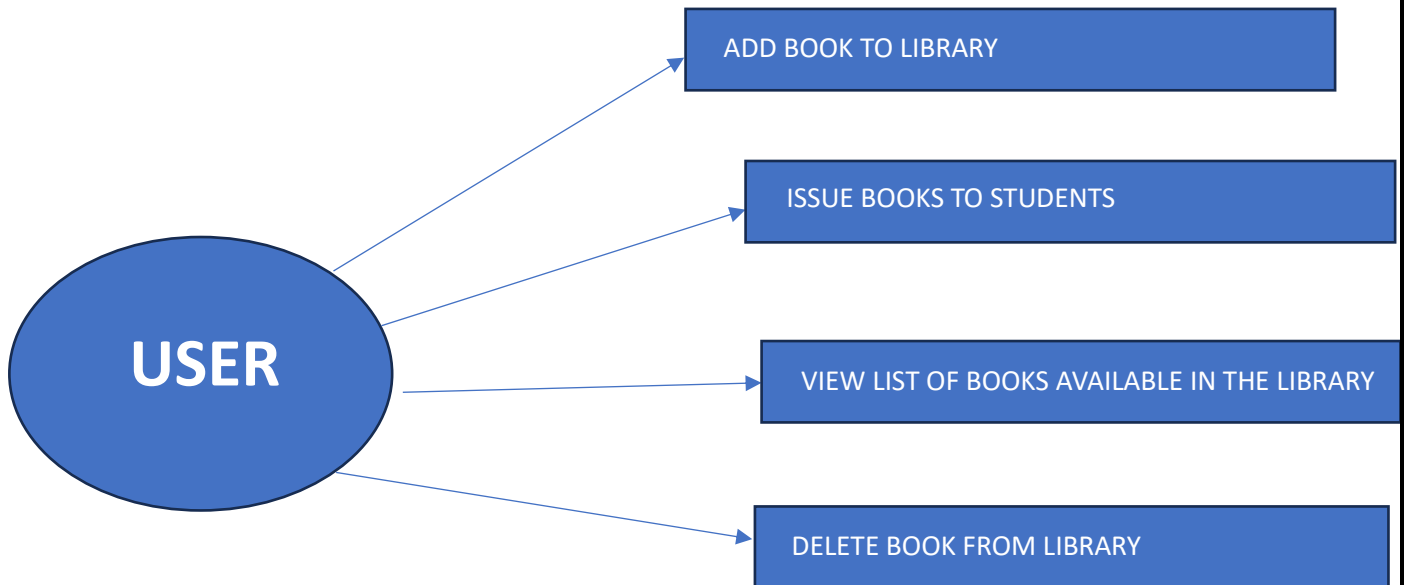 ADD BOOK TO LIBRARY
ISSUE BOOKS TO STUDENTS
USER
VIEW LIST OF BOOKS AVAILABLE IN THE LIBRARY
DELETE BOOK FROM LIBRARY